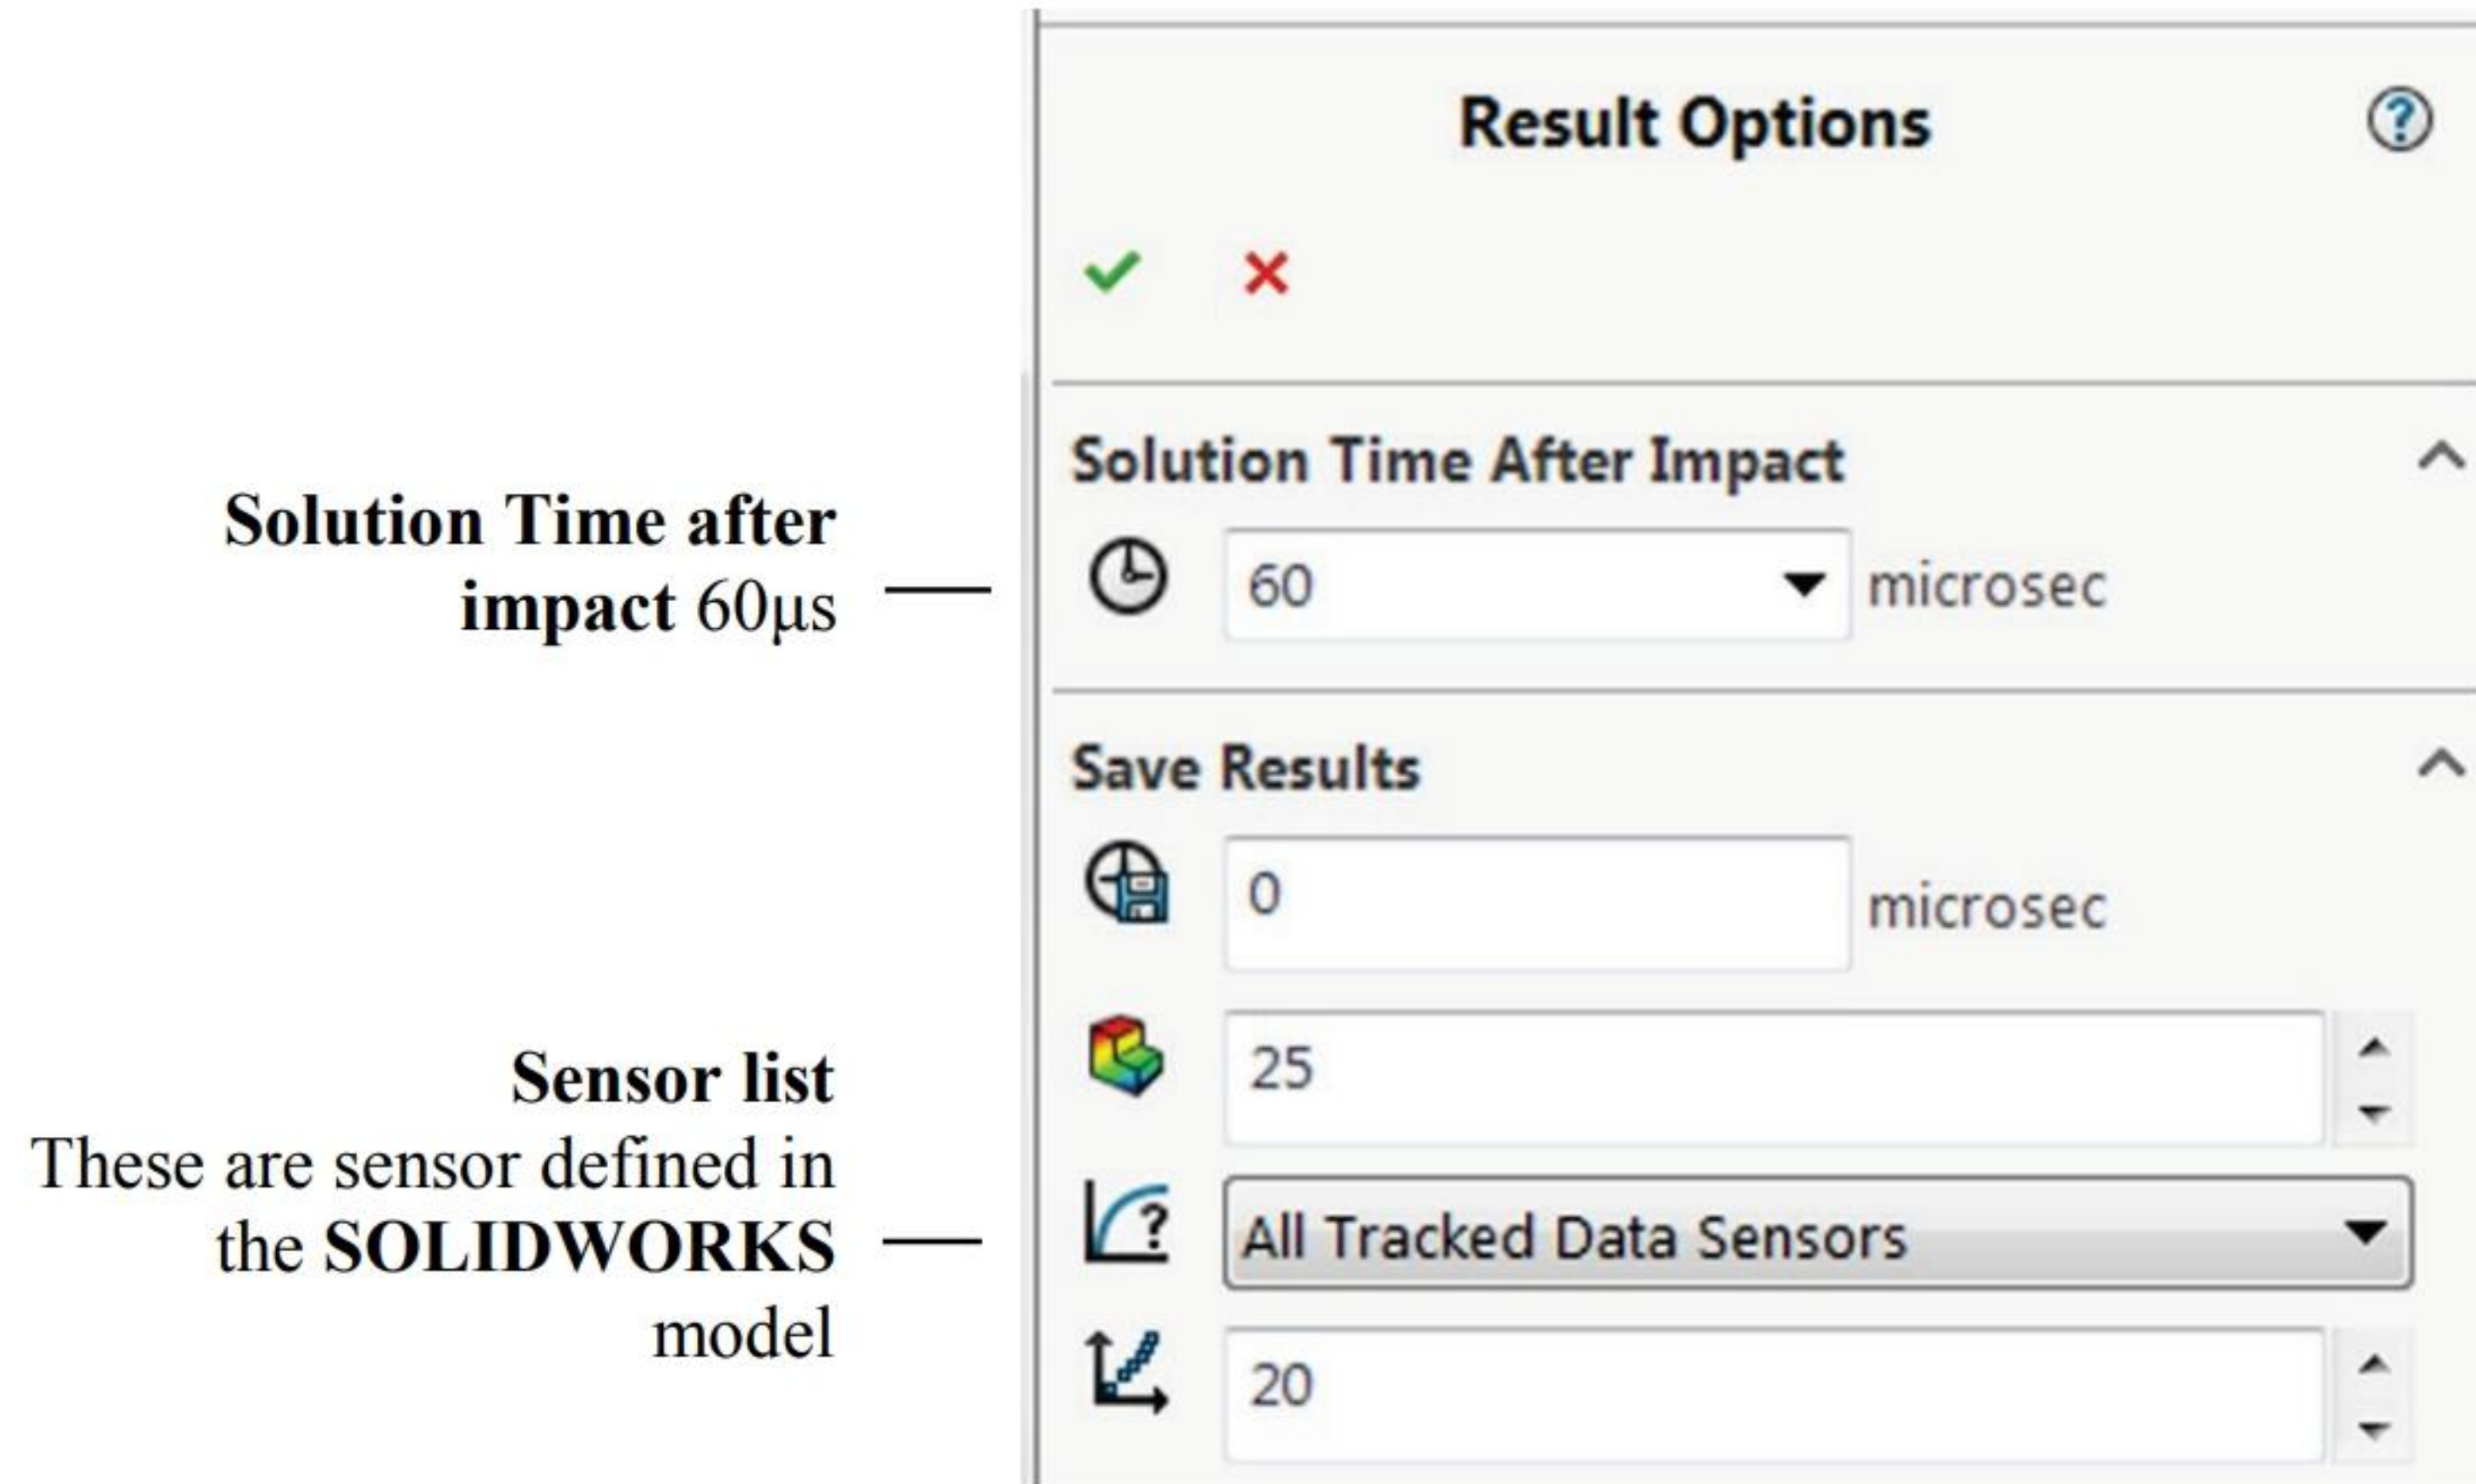 Result Options
Solution Time After Impact
Solution Time after
impact 60μs
60
microsec
Save Results
0
microsec
Sensor list
These are sensor defined in
the SOLIDWORKS
model
25
All Tracked Data Sensors
20